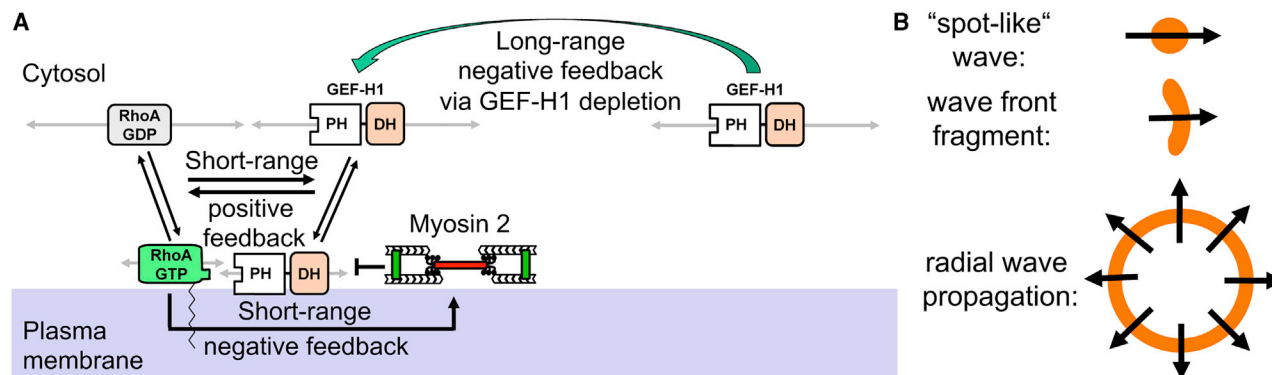 A
Cytosol
RhoA
GDP
GEF-H1
PH
DH
Long-range
negative feedback
via GEF-H1 depletion
GEF-H1
PH
DH
Short-range
positive
feedback
RhoA
GTP
PH
DH
Myosin 2
Short-range
negative feedback
Plasma
membrane
B
“spot-like“
wave:
wave front
fragment:
radial wave
propagation: